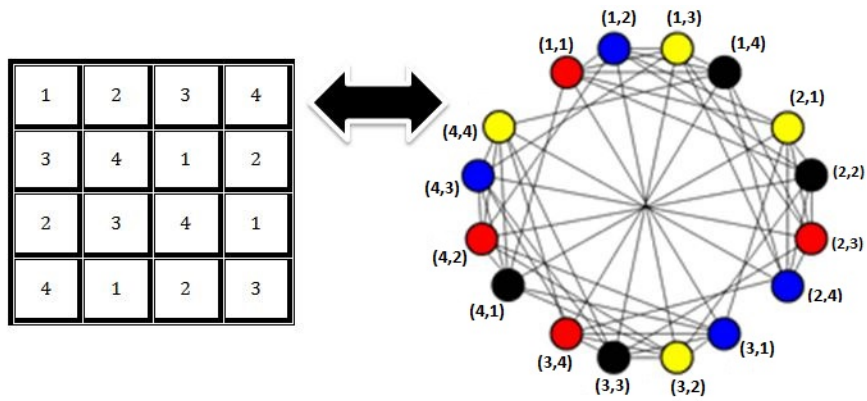 1 2 3 4
3 4 1 2
2 3 4 1
4 1 2 3
(1,2) (1,3)
(1,1) (1,4)
(4,4) (2,1)
(4,3) (2,2)
(4,2) (2,3)
(4,1) (2,4)
(3,4) (3,1)
(3,3) (3,2)